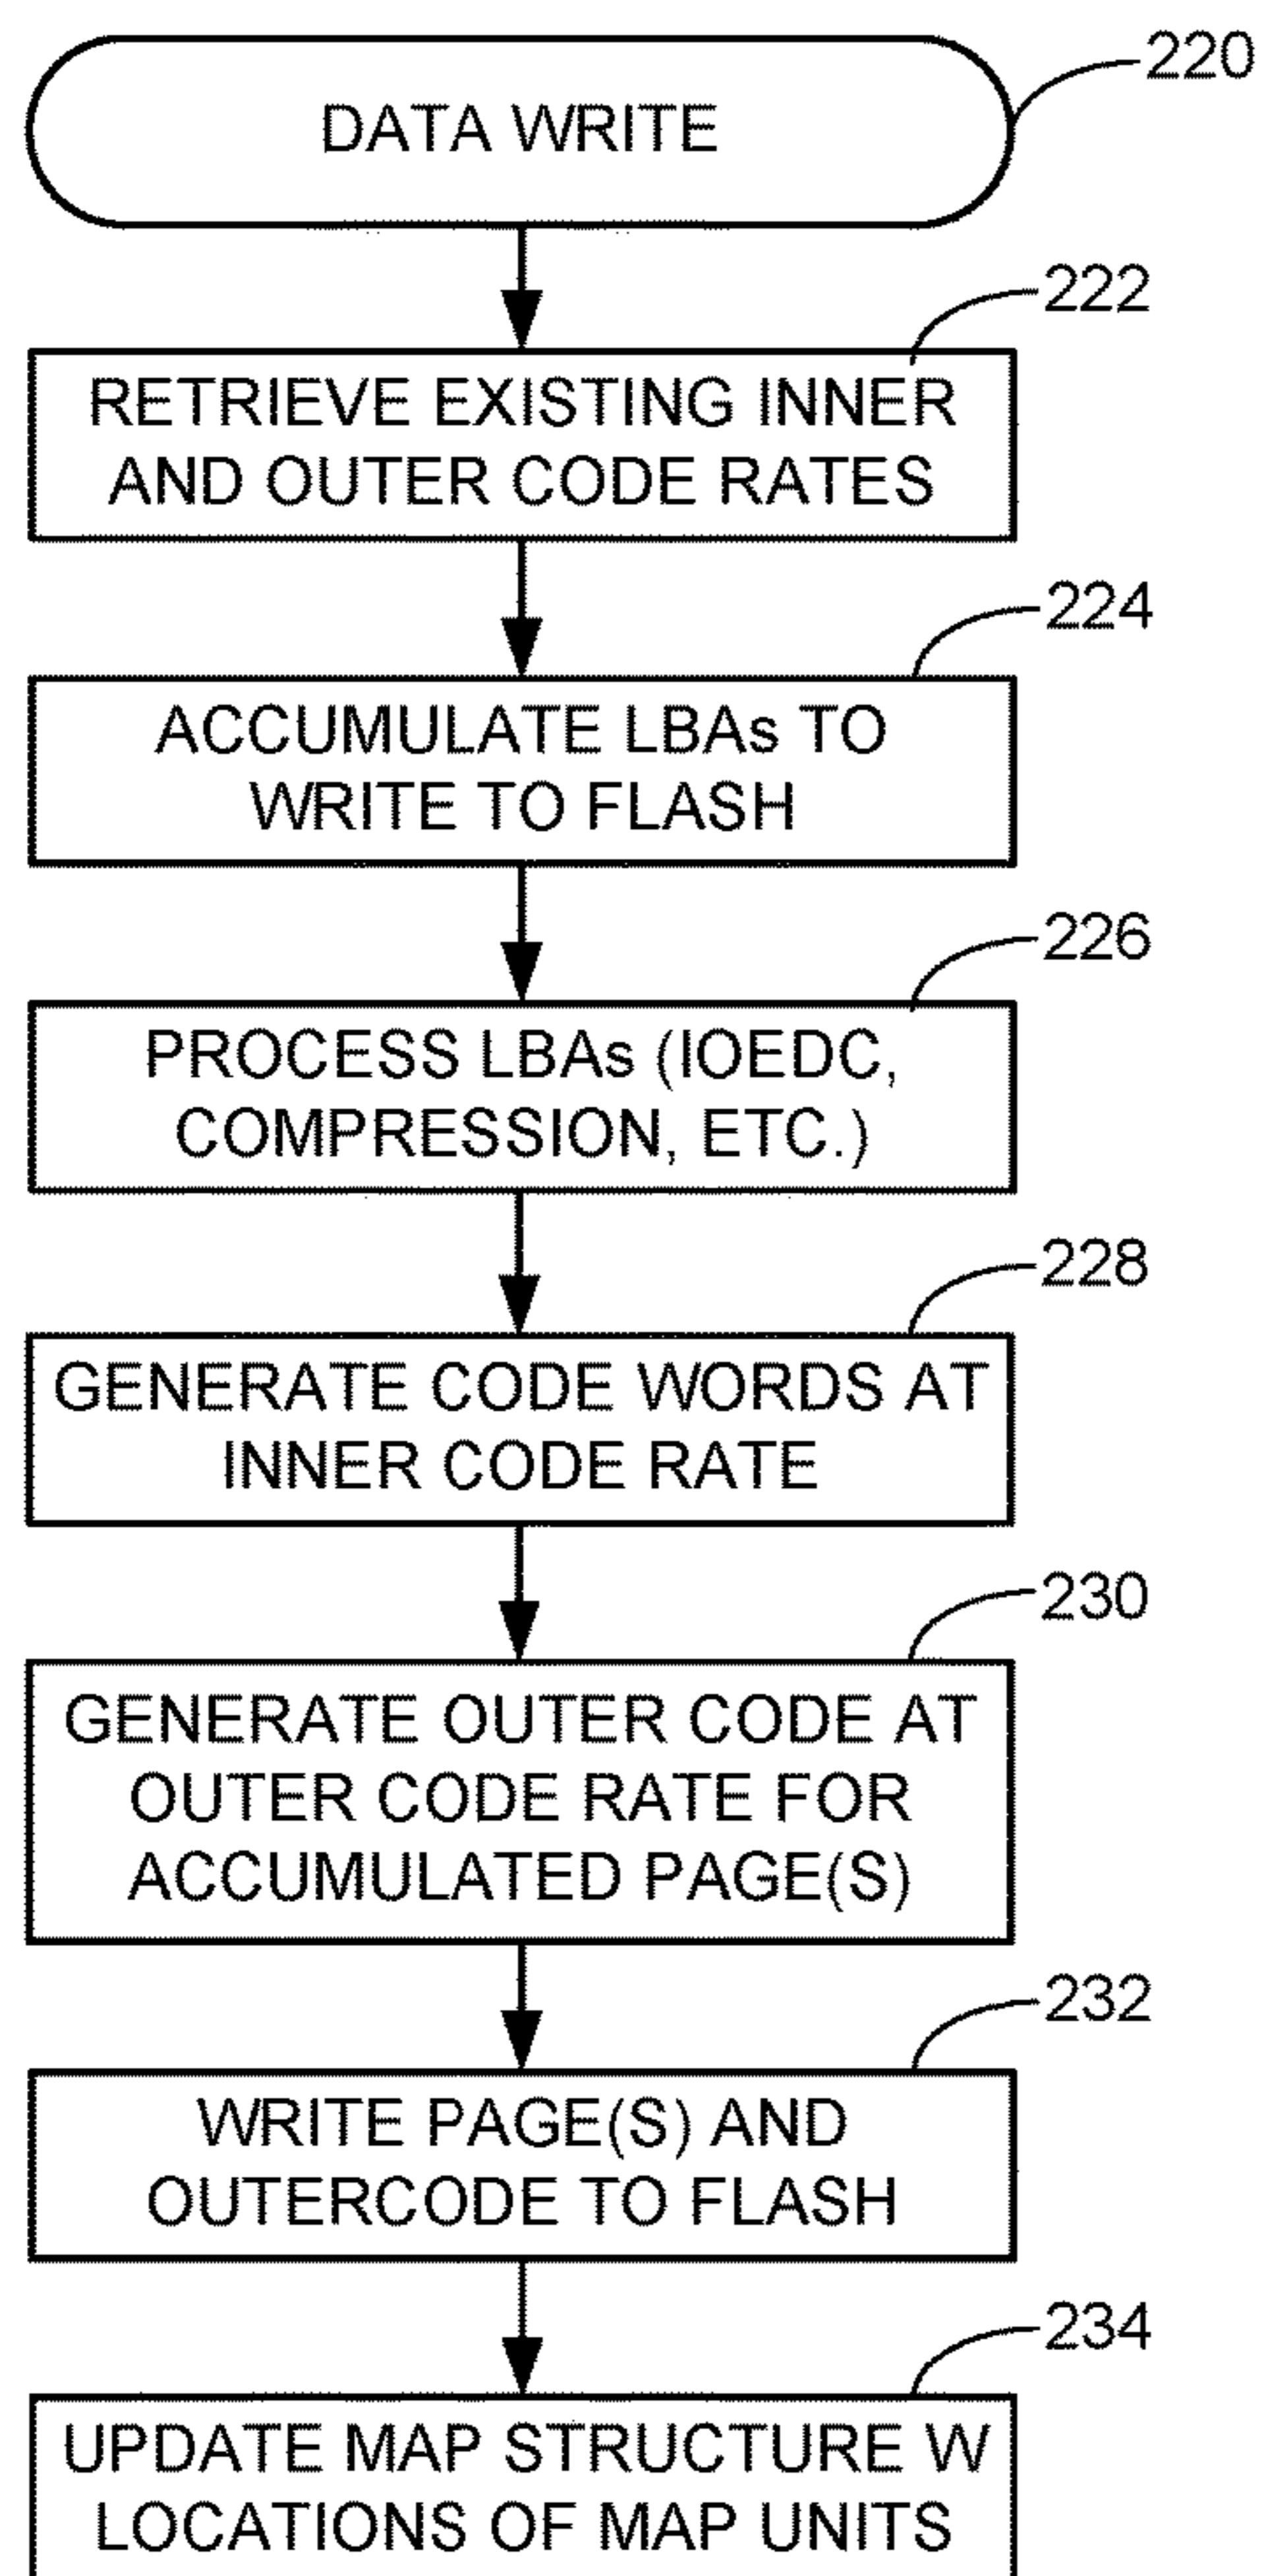 220
DATA WRITE
222
RETRIEVE EXISTING INNER
AND OUTER CODE RATES
224
ACCUMULATE LBAs TO
WRITE TO FLASH
226
PROCESS LBAs (IOEDC,
COMPRESSION, ETC.)
228
GENERATE CODE WORDS AT
INNER CODE RATE
230
GENERATE OUTER CODE AT
OUTER CODE RATE FOR
ACCUMULATED PAGE(S)
232
WRITE PAGE(S) AND
OUTERCODE TO FLASH
234
UPDATE MAP STRUCTURE W
LOCATIONS OF MAP UNITS